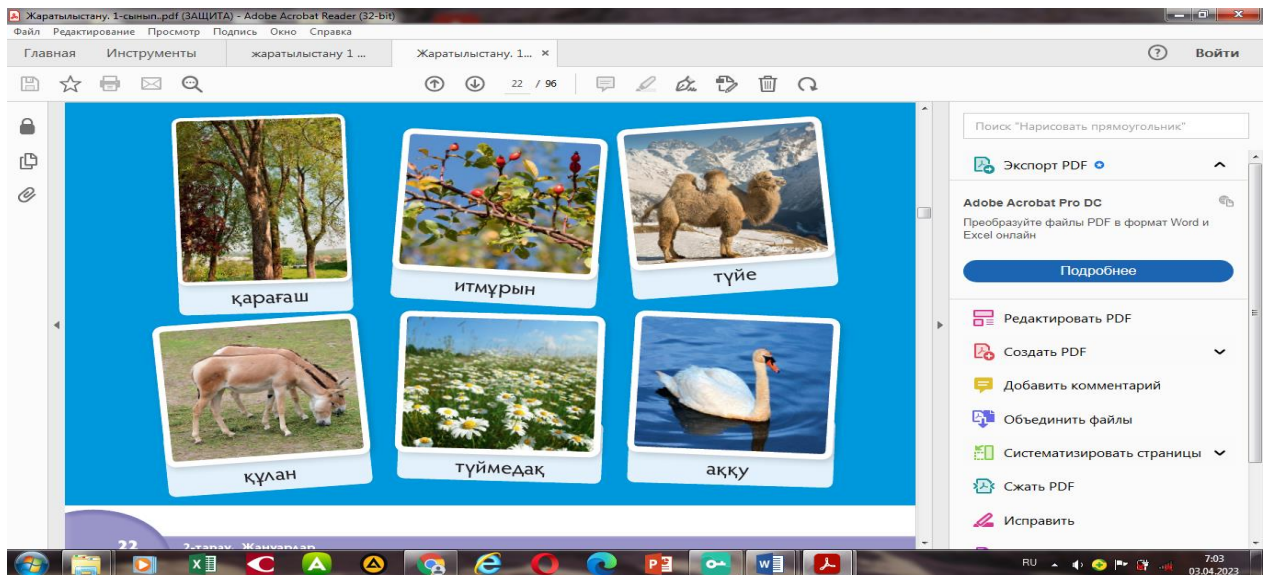 Жаратылыстану. 1-сынып..pdf (ЗАЩИТА) - Adobe Acrobat Reader (32-bit)
Файл Редактирование Просмотр Подпись Окно Справка
Главная Инструменты жаратылыстану 1 ... Жаратылыстану. 1... × Войти
22 / 96
қарағаш
итмұрын
түйе
құлан
түймедақ
аққу
22 2-тарау. Жануарлар
Поиск "Нарисовать прямоугольник"
Экспорт PDF
Adobe Acrobat Pro DC
Преобразуйте файлы PDF в формат Word и
Excel онлайн
Подробнее
Редактировать PDF
Создать PDF
Добавить комментарий
Объединить файлы
Систематизировать страницы
Сжать PDF
Исправить
RU 7:03
03.04.2023